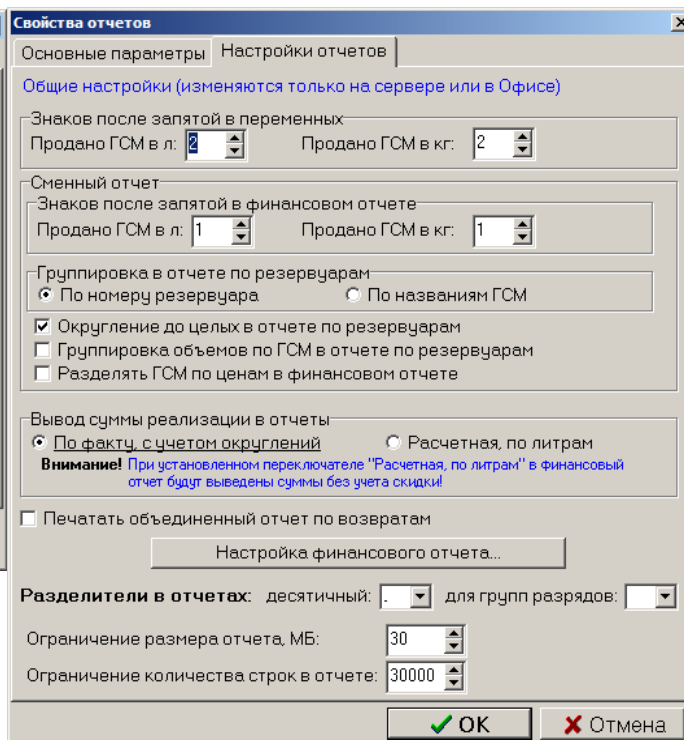 Свойства отчетов
Основные параметры Настройки отчетов
Общие настройки (изменяются только на сервере или в Офисе)
Знаков после запятой в переменных
Продано ГСМ в л: 2 Продано ГСМ в кг: 2
Сменный отчет
Знаков после запятой в финансовом отчете
Продано ГСМ в л: 1 Продано ГСМ в кг: 1
Группировка в отчете по резервуарам
По номеру резервуара По названиям ГСМ
Округление до целых в отчете по резервуарам
Группировка объемов по ГСМ в отчете по резервуарам
Разделять ГСМ по ценам в финансовом отчете
Вывод суммы реализации в отчеты
По факту, с учетом округлений Расчетная, по литрам
Внимание! При установленном переключателе "Расчетная, по литрам" в финансовый
отчет будут выведены суммы без учета скидки!
Печатать объединенный отчет по возвратам
Настройка финансового отчета...
Разделители в отчетах: десятичный: . для групп разрядов:
Ограничение размера отчета, МБ: 30
Ограничение количества строк в отчете: 30000
OK Отмена